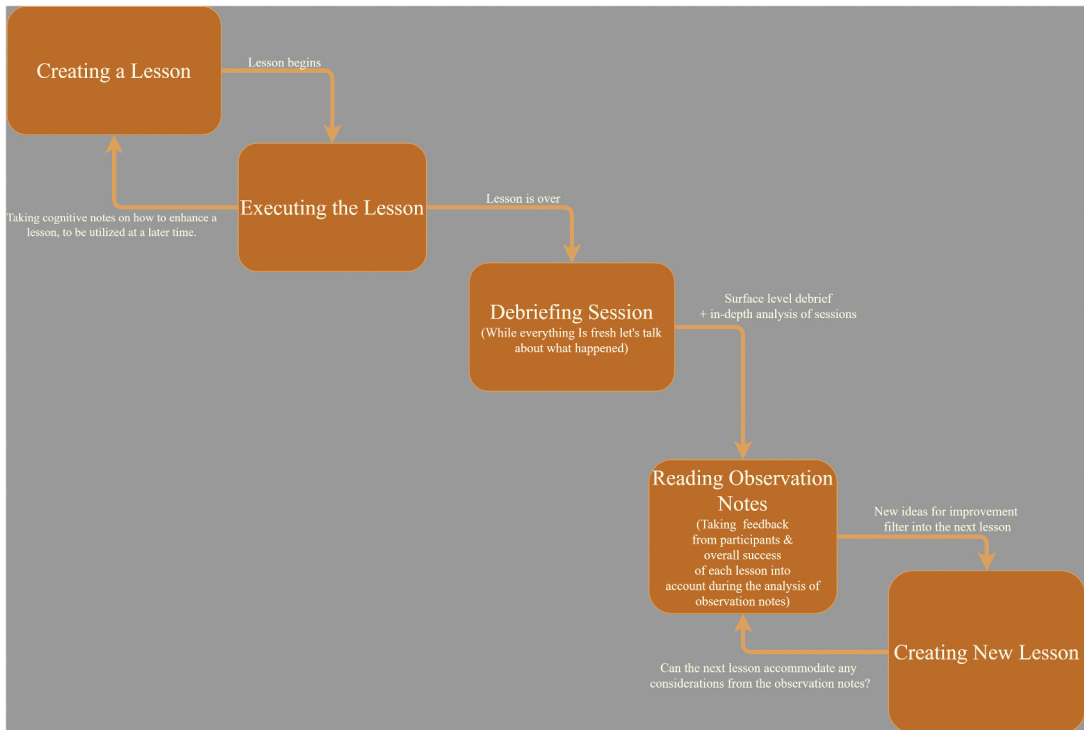 Creating a Lesson
Lesson begins
Executing the Lesson
Taking cognitive notes on how to enhance a
lesson, to be utilized at a later time.
Lesson is over
Debriefing Session
(While everything Is fresh let's talk
about what happened)
Surface level debrief
+ in-depth analysis of sessions
Reading Observation
Notes
(Taking feedback
from participants &
overall success
of each lesson into
account during the analysis of
observation notes)
New ideas for improvement
filter into the next lesson
Creating New Lesson
Can the next lesson accommodate any
considerations from the observation notes?